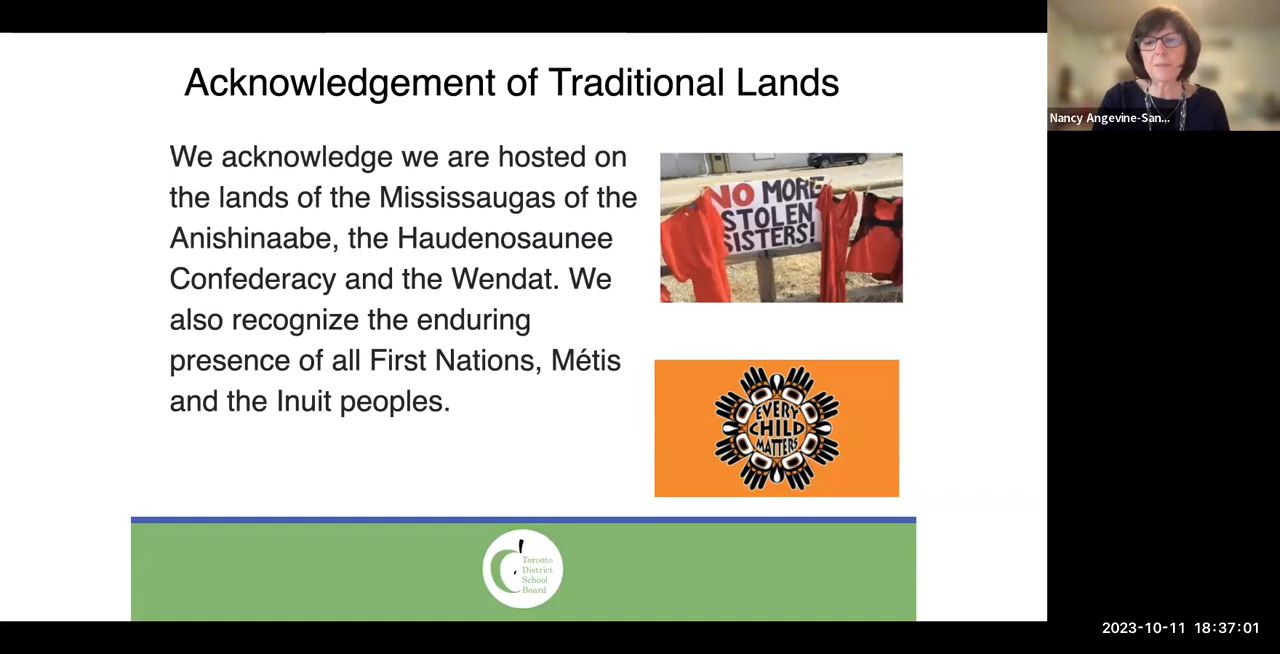 Acknowledgement of Traditional Lands
We acknowledge we are hosted on
the lands of the Mississaugas of the
Anishinaabe, the Haudenosaunee
Confederacy and the Wendat. We
also recognize the enduring
presence of all First Nations, Métis
and the Inuit peoples.
NO MORE
STOLEN
SISTERS!
EVERY
CHILD
MATTERS
Toronto
District
School
Board
Nancy Angevine-San...
2023-10-11 18:37:01